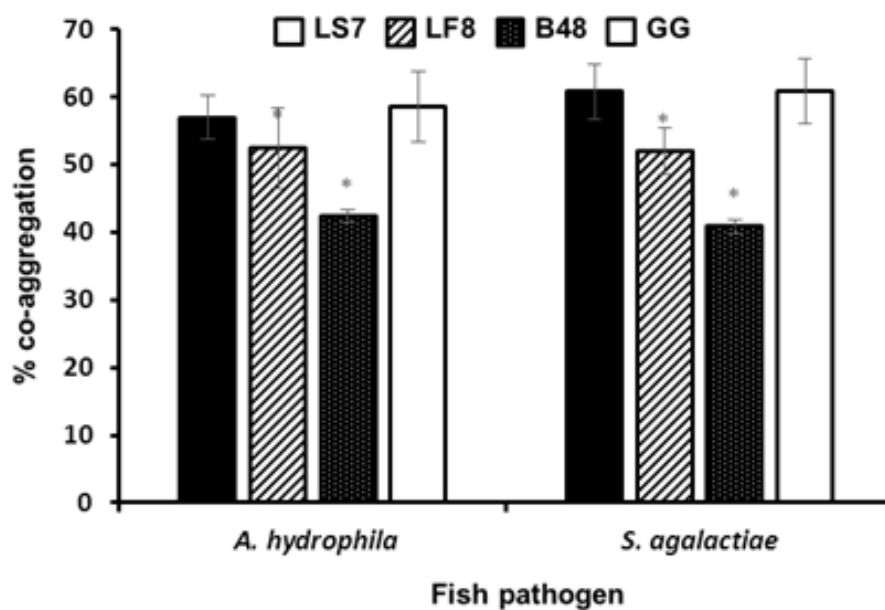 70
LS7 LF8 B48 GG
60
50
40
30
20
10
0
% co-aggregation
* * * *
A. hydrophila S. agalactiae
Fish pathogen